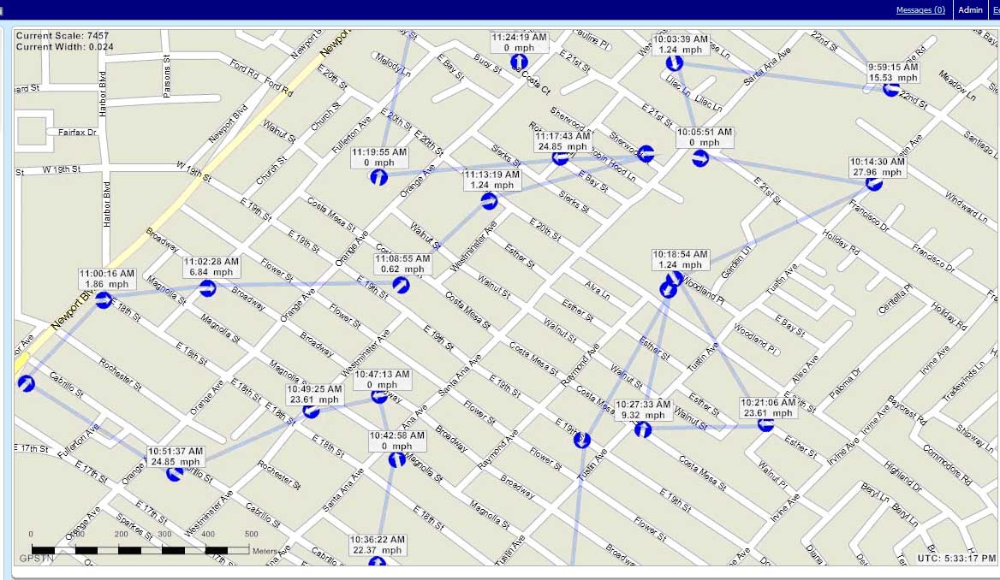 Messages (0) Admin
Current Scale: 7457
Current Width: 0.024
11:24:19 AM
0 mph
10:03:39 AM
1.24 mph
9:59:15 AM
15.53 mph
11:19:55 AM
0 mph
11:17:43 AM
24.85 mph
10:05:51 AM
0 mph
10:14:30 AM
27.96 mph
11:13:19 AM
1.24 mph
11:00:16 AM
1.86 mph
11:02:28 AM
6.84 mph
11:08:55 AM
0.62 mph
10:18:54 AM
1.24 mph
10:47:13 AM
0 mph
10:49:25 AM
23.61 mph
10:27:33 AM
9.32 mph
10:21:06 AM
23.61 mph
10:42:58 AM
0 mph
10:51:37 AM
24.85 mph
10:36:22 AM
22.37 mph
Newport Blvd
Harbor Blvd
Parsons St
Ford Rd
Ford Rd
Fairfax Dr
W 19th St
W 19th St
Harbor Blvd
Melody Ln
E 20th St
E Bay St
Buoy St
Pauline Pl
E 21st St
Santa Ana Ave
22nd St
22nd St
Meadow Ln
Lilac Ln
Lilac Ln
E 21st St
Walnut St
Church St
Church St
Fullerton Ave
E 20th St
E 20th St
Orange Ave
Sierks St
Robin Hood Ln
E Bay St
Sierks St
E 20th St
E 21st St
Windward Ln
Francisco Dr
Francisco Dr
Holiday Rd
Holiday Rd
Garden Ln
Tustin Ave
Centella Pl
Woodland Pl
Woodland Pl
E Bay St
Aliso Ave
Paloma Dr
Irvine Ave
Irvine Ave
Irvine Ave
Irvine Ave
Tradewinds Ln
Baycrest Rd
Shipway Ln
Commodore Rd
Highland Dr
Beryl Ln
Beryl Ln
E 19th St
E 19th St
Costa Mesa St
Orange Ave
Walnut St
Westminster Ave
Esther St
Walnut St
Alva Ln
Esther St
Walnut St
Costa Mesa St
Costa Mesa St
Raymond Ave
Esther St
Walnut St
Tustin Ave
Esther St
Walnut St
Esther St
Walnut Pl
Costa Mesa St
Broadway
Flower St
Magnolia St
Broadway
Orange Ave
E 19th St
Flower St
Broadway
Westminster Ave
E 19th St
Santa Ana Ave
E 19th St
Flower St
Broadway
Raymond Ave
Flower St
Broadway
Tustin Ave
E 19th St
Flower St
E 18th St
Magnolia St
E 18th St
Magnolia St
E 18th St
E 18th St
E 18th St
Magnolia St
Magnolia St
E 18th St
Santa Ana Ave
Tustin Ave
Rochester St
Orange Ave
Cabrillo St
Fullerton Ave
E 17th St
E 17th St
Rochester St
Westminster Ave
Cabrillo St
E 17th St
Orange Ave
Sparkes St
0 100 200 300 400 500
Meters
GPSTN
UTC: 5:33:17 PM